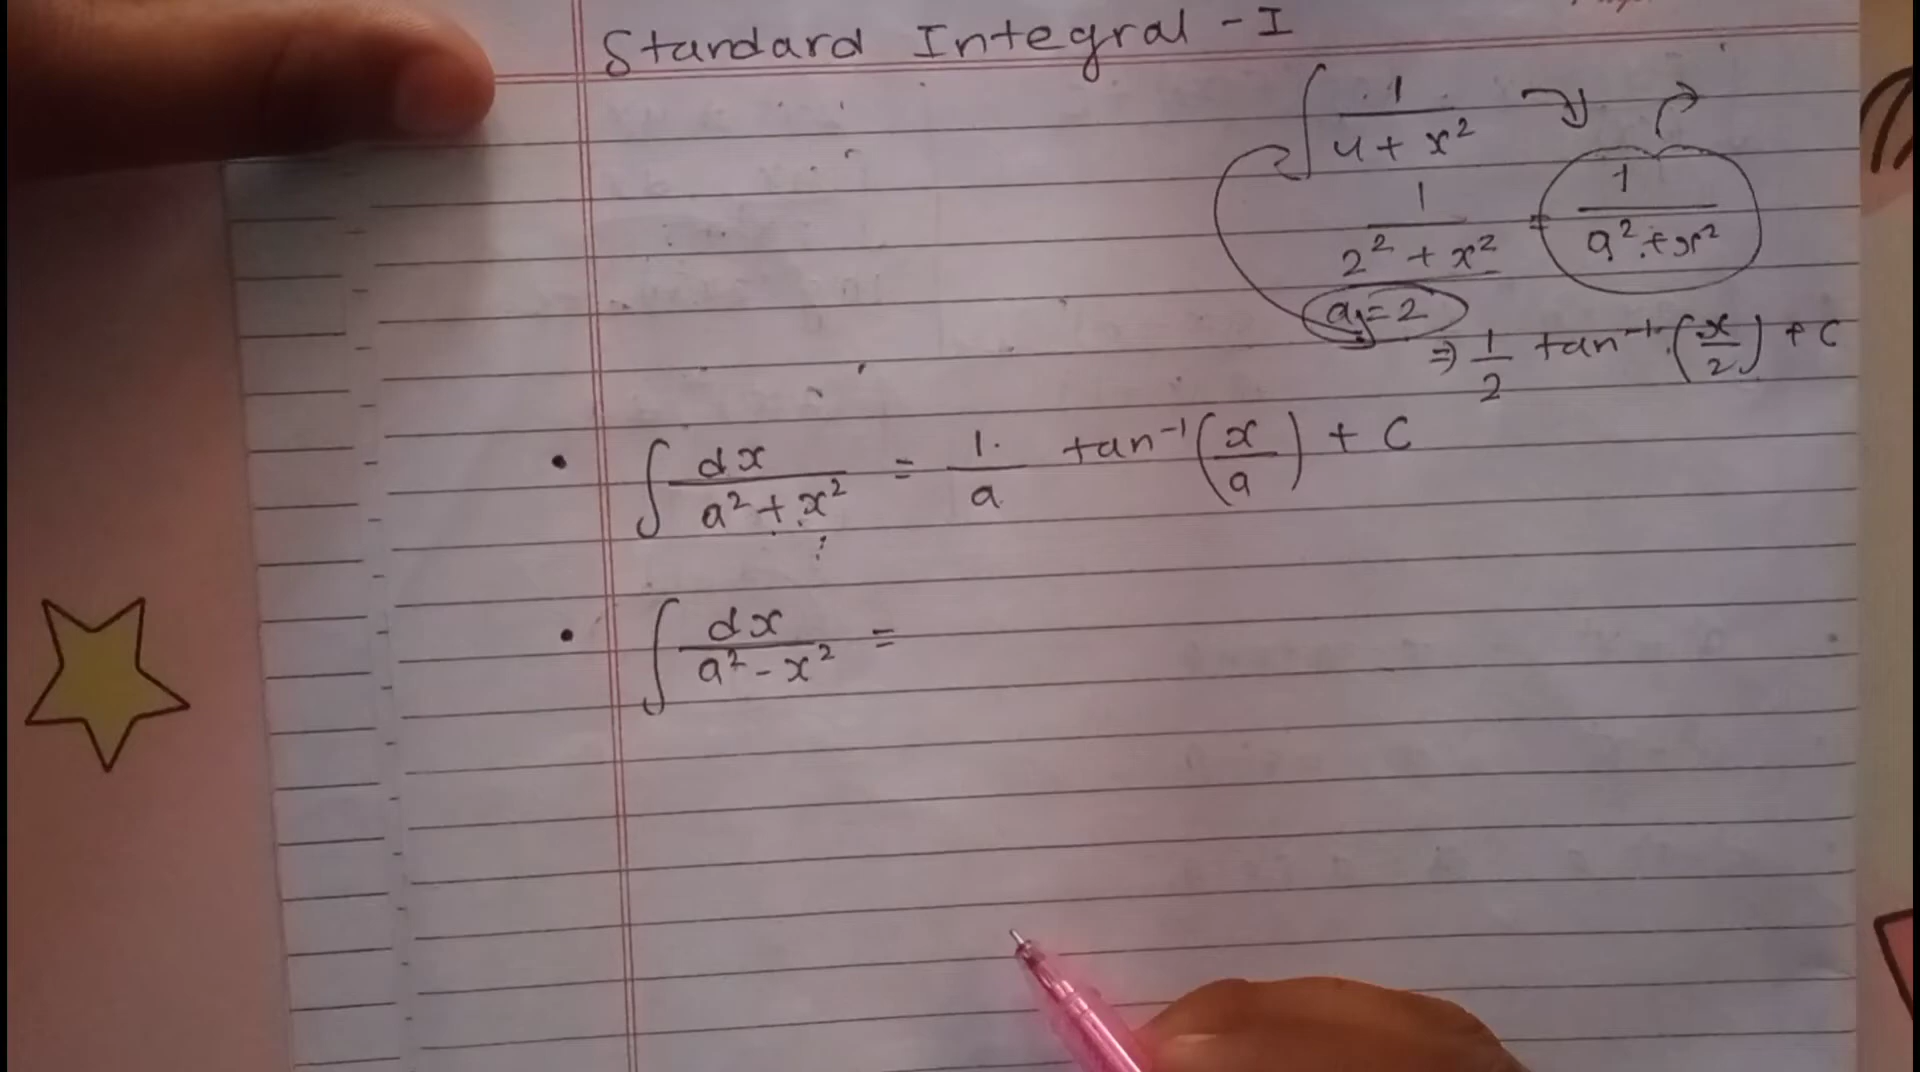 Standard Integral - I
∫ 1/(4 + x²)
1/(2² + x²) = 1/(a² + x²)
a = 2
⇒ 1/2 tan⁻¹ (x/2) + C
• ∫ dx/(a² + x²) = 1/a tan⁻¹ (x/a) + C
• ∫ dx/(a² - x²) =